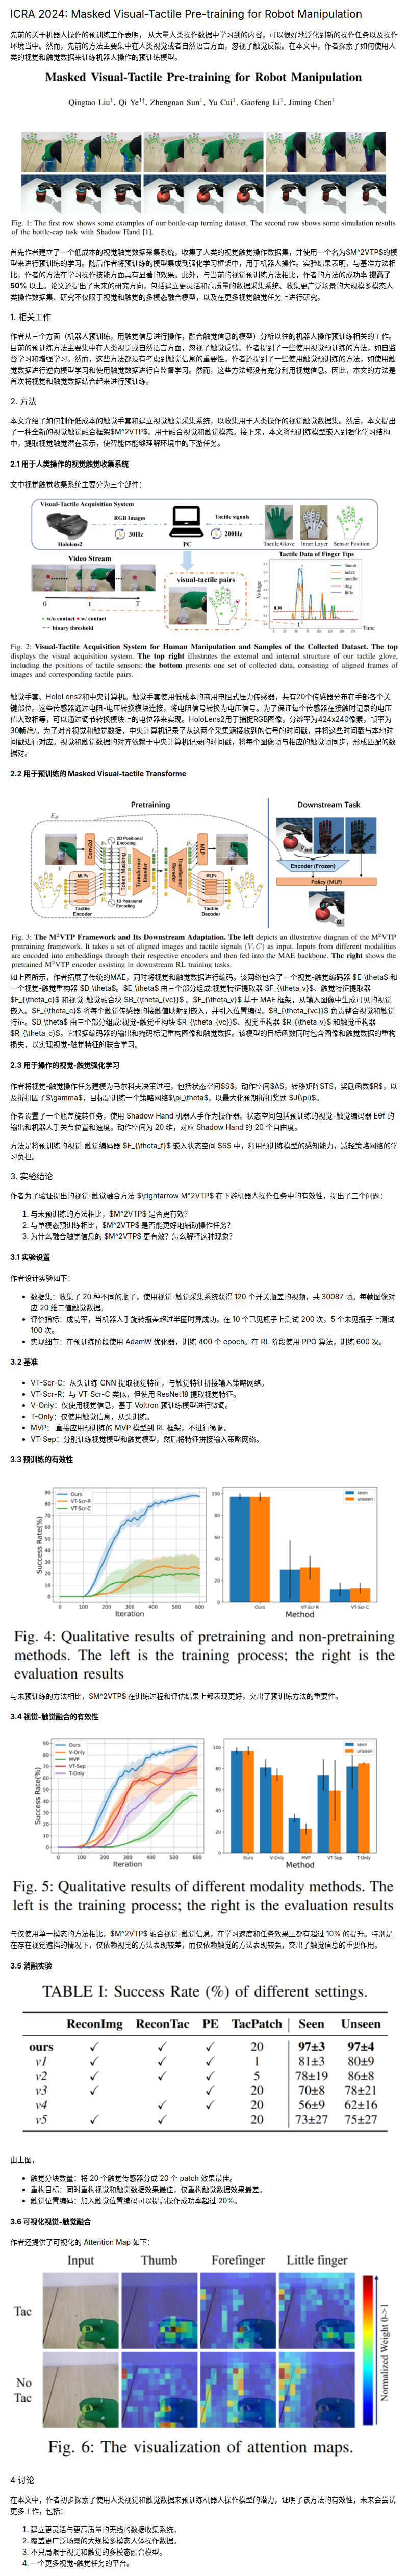 ICRA 2024: Masked Visual-Tactile Pre-training for Robot Manipulation
先前的关于机器人操作的预训练工作表明， 从大量人类操作数据中学习到的内容，可以很好地泛化到新的操作任务以及操作环境当中。然而，先前的方法主要集中在人类视觉或者自然语言方面，忽视了触觉反馈。在本文中，作者探索了如何使用人类的视觉和触觉数据来训练机器人操作的预训练模型。
Masked Visual-Tactile Pre-training for Robot Manipulation
Qingtao Liu¹, Qi Ye¹†, Zhengnan Sun¹, Yu Cui¹, Gaofeng Li¹, Jiming Chen¹
Fig. 1: The first row shows some examples of our bottle-cap turning dataset. The second row shows some simulation results of the bottle-cap task with Shadow Hand [1].
首先作者建立了一个低成本的视觉触觉数据采集系统，收集了人类的视觉触操作数据集，并使用一个名为$M^2VTP$的模型来进行预训练的学习。随后作者将预训练的模型集成到强化学习框架中，用于机器人操作。实验结果表明，与基准方法相比，作者的方法在学习操作技能方面具有显著的效果。此外，与当前的视觉预训练方法相比，作者的方法的成功率 提高了 50% 以上。论文还提出了未来的研究方向，包括建立更灵活和高质量的数据采集系统、收集更广泛场景的大规模多模态人类操作数据集、研究不仅限于视觉和触觉的多模态融合模型，以及在更多视觉触觉任务上进行研究。
1. 相关工作
作者从三个方面（机器人预训练，用触觉信息进行操作，融合触觉信息的模型）分析以往的机器人操作预训练相关的工作。目前的预训练方法主要集中在人类视觉或自然语言方面，忽视了触觉反馈。作者提到了一些使用视觉预训练的方法，如自监督学习和增强学习。然而，这些方法都没有考虑到触觉信息的重要性。作者还提到了一些使用触觉预训练的方法，如使用触觉数据进行逆向模型学习和使用触觉数据进行自监督学习。然而，这些方法都没有充分利用视觉信息。因此，本文的方法是首次将视觉和触觉数据结合起来进行预训练。
2. 方法
本文介绍了如何制作低成本的触觉手套和建立视觉触觉采集系统，以收集用于人类操作的视觉触觉数据集。然后，本文提出了一种全新的视觉触觉融合框架$M^2VTP$，用于融合视觉和触觉模态。接下来，本文将预训练模型嵌入到强化学习结构中，提取视觉触觉潜在表示，使智能体能够理解环境中的下游任务。
2.1 用于人类操作的视觉触觉收集系统
文中视觉触觉收集系统主要分为三个部件：
Visual-Tactile Acquisition System
RGB Images
Tactile signals
30Hz
200Hz
Hololens2
PC
Tactile Glove
Inner Layer
Sensor Position
Video Stream
Tactile Data of Finger Tips
visual-tactile pairs
Voltage
thumb
index
middle
ring
little
0.30
0
t
T
Time
w/o contact
w/ contact
binary threshold
Fig. 2: Visual-Tactile Acquisition System for Human Manipulation and Samples of the Collected Dataset. The top displays the visual acquisition system. The top right illustrates the external and internal structure of our tactile glove, including the positions of tactile sensors; the bottom presents one set of collected data, consisting of aligned frames of images and corresponding tactile pairs.
触觉手套、HoloLens2和中央计算机。触觉手套使用低成本的商用电阻式压力传感器，共有20个传感器分布在手部各个关键部位。这些传感器通过电阻-电压转换模块连接，将电阻信号转换为电压信号。为了保证每个传感器在接触时记录的电压值大致相等，可以通过调节转换模块上的电位器来实现。HoloLens2用于捕捉RGB图像，分辨率为424x240像素，帧率为30帧/秒。为了对齐视觉和触觉数据，中央计算机记录了从这两个采集源接收到的信号的时间戳，并将这些时间戳与本地时间戳进行对应。视觉和触觉数据的对齐依赖于中央计算机记录的时间戳，将每个图像帧与相应的触觉帧同步，形成匹配的数据对。
2.2 用于预训练的 Masked Visual-tactile Transforme
Pretraining
Downstream Task
Conv2d
2D Positional Encoding
Token Masking
Transformer Encoder
Transformer Decoder
MLP
MLPs
Tactile Encoder
1D Positional Encoding
Tactile Decoder
Encoder (Frozen)
Policy (MLP)
Fig. 3: The M²VTP Framework and Its Downstream Adaptation. The left depicts an illustrative diagram of the M²VTP pretraining framework. It takes a set of aligned images and tactile signals (V, C) as input. Inputs from different modalities are encoded into embeddings through their respective encoders and then fed into the MAE backbone. The right shows the pretrained M²VTP encoder assisting in downstream RL training tasks.
如上图所示，作者拓展了传统的MAE，同时将视觉和触觉数据进行编码。该网络包含了一个视觉-触觉编码器 $E_\theta$ 和一个视觉-触觉重构器 $D_\theta$。$E_\theta$ 由三个部分组成:视觉特征提取器 $F_{\theta_v}$、触觉特征提取器 $F_{\theta_c}$ 和视觉-触觉融合块 $B_{\theta_{vc}}$ 。$F_{\theta_v}$ 基于 MAE 框架，从输入图像中生成可见的视觉嵌入。$F_{\theta_c}$ 将每个触觉传感器的接触值映射到嵌入，并引入位置编码。$B_{\theta_{vc}}$ 负责整合视觉和触觉特征。$D_\theta$ 由三个部分组成:视觉-触觉重构块 $R_{\theta_{vc}}$、视觉重构器 $R_{\theta_v}$ 和触觉重构器 $R_{\theta_c}$。它根据编码器的输出和掩码标记重构图像和触觉数据。该模型的目标函数同时包含图像和触觉数据的重构损失，以实现视觉-触觉特征的联合学习。
2.3 用于操作的视觉-触觉强化学习
作者将视觉-触觉操作任务建模为马尔科夫决策过程，包括状态空间$S$，动作空间$A$，转移矩阵$T$，奖励函数$R$，以及折扣因子$\gamma$，目标是训练一个策略网络$\pi_\theta$，以最大化预期折扣奖励 $J(\pi)$。
作者设置了一个瓶盖旋转任务，使用 Shadow Hand 机器人手作为操作器。状态空间包括预训练的视觉-触觉编码器 Eθf 的输出和机器人手关节位置和速度。动作空间为 20 维，对应 Shadow Hand 的 20 个自由度。
方法是将预训练的视觉-触觉编码器 $E_{\theta_f}$ 嵌入状态空间 $S$ 中，利用预训练模型的感知能力，减轻策略网络的学习负担。
3. 实验结论
作者为了验证提出的视觉-触觉融合方法 $\rightarrow M^2VTP$ 在下游机器人操作任务中的有效性，提出了三个问题：
1. 与未预训练的方法相比，$M^2VTP$ 是否更有效？
2. 与单模态预训练相比，$M^2VTP$ 是否能更好地辅助操作任务？
3. 为什么融合触觉信息的 $M^2VTP$ 更有效？怎么解释这种现象？
3.1 实验设置
作者设计实验如下：
• 数据集：收集了 20 种不同的瓶子，使用视觉-触觉采集系统获得 120 个开关瓶盖的视频，共 30087 帧。每帧图像对应 20 维二值触觉数据。
• 评价指标：成功率，当机器人手旋转瓶盖超过半圈时算成功。在 10 个已见瓶子上测试 200 次，5 个未见瓶子上测试 100 次。
• 实现细节：在预训练阶段使用 AdamW 优化器，训练 400 个 epoch。在 RL 阶段使用 PPO 算法，训练 600 次。
3.2 基准
• VT-Scr-C：从头训练 CNN 提取视觉特征，与触觉特征拼接输入策略网络。
• VT-Scr-R：与 VT-Scr-C 类似，但使用 ResNet18 提取视觉特征。
• V-Only：仅使用视觉信息，基于 Voltron 预训练模型进行微调。
• T-Only：仅使用触觉信息，从头训练。
• MVP： 直接应用预训练的 MVP 模型到 RL 框架，不进行微调。
• VT-Sep：分别训练视觉模型和触觉模型，然后将特征拼接输入策略网络。
3.3 预训练的有效性
Success Rate(%)
Ours
VT-Scr-R
VT-Scr-C
0 10 20 30 40 50 60 70 80 90
0 100 200 300 400 500 600
Iteration
seen
unseen
0 20 40 60 80 100
Ours VT-Scr-R VT-Scr-C
Method
Fig. 4: Qualitative results of pretraining and non-pretraining methods. The left is the training process; the right is the evaluation results
与未预训练的方法相比，$M^2VTP$ 在训练过程和评估结果上都表现更好，突出了预训练方法的重要性。
3.4 视觉-触觉融合的有效性
Success Rate(%)
Ours
V-Only
MVP
VT-Sep
T-Only
0 10 20 30 40 50 60 70 80 90
0 100 200 300 400 500 600
Iteration
seen
unseen
0 20 40 60 80 100
Ours V-Only MVP VT-Sep T-Only
Method
Fig. 5: Qualitative results of different modality methods. The left is the training process; the right is the evaluation results
与仅使用单一模态的方法相比，$M^2VTP$ 融合视觉-触觉信息，在学习速度和任务效果上都有超过 10% 的提升。特别是在存在视觉遮挡的情况下，仅依赖视觉的方法表现较差，而仅依赖触觉的方法表现较强，突出了触觉信息的重要作用。
3.5 消融实验
TABLE I: Success Rate (%) of different settings.
ReconImg ReconTac PE TacPatch Seen Unseen
ours ✓ ✓ ✓ 20 97±3 97±4
v1 ✓ ✓ ✓ 1 81±3 80±9
v2 ✓ ✓ ✓ 5 78±19 86±8
v3 ✓ ✓ 20 70±8 78±21
v4 ✓ ✓ 20 56±9 62±16
v5 ✓ ✓ 20 73±27 75±27
由上图，
• 触觉分块数量：将 20 个触觉传感器分成 20 个 patch 效果最佳。
• 重构目标：同时重构视觉和触觉数据效果最佳，仅重构触觉数据效果最差。
• 触觉位置编码：加入触觉位置编码可以提高操作成功率超过 20%。
3.6 可视化视觉-触觉融合
作者还提供了可视化的 Attention Map 如下：
Input Thumb Forefinger Little finger
Tac
No Tac
Normalized Weight 0->1
Fig. 6: The visualization of attention maps.
4 讨论
在本文中，作者初步探索了使用人类视觉和触觉数据来预训练机器人操作模型的潜力，证明了该方法的有效性，未来会尝试更多工作，包括：
1. 建立更灵活与更高质量的无线的数据收集系统。
2. 覆盖更广泛场景的大规模多模态人体操作数据。
3. 不只局限于视觉和触觉的多模态融合模型。
4. 一个更多视觉-触觉任务的平台。